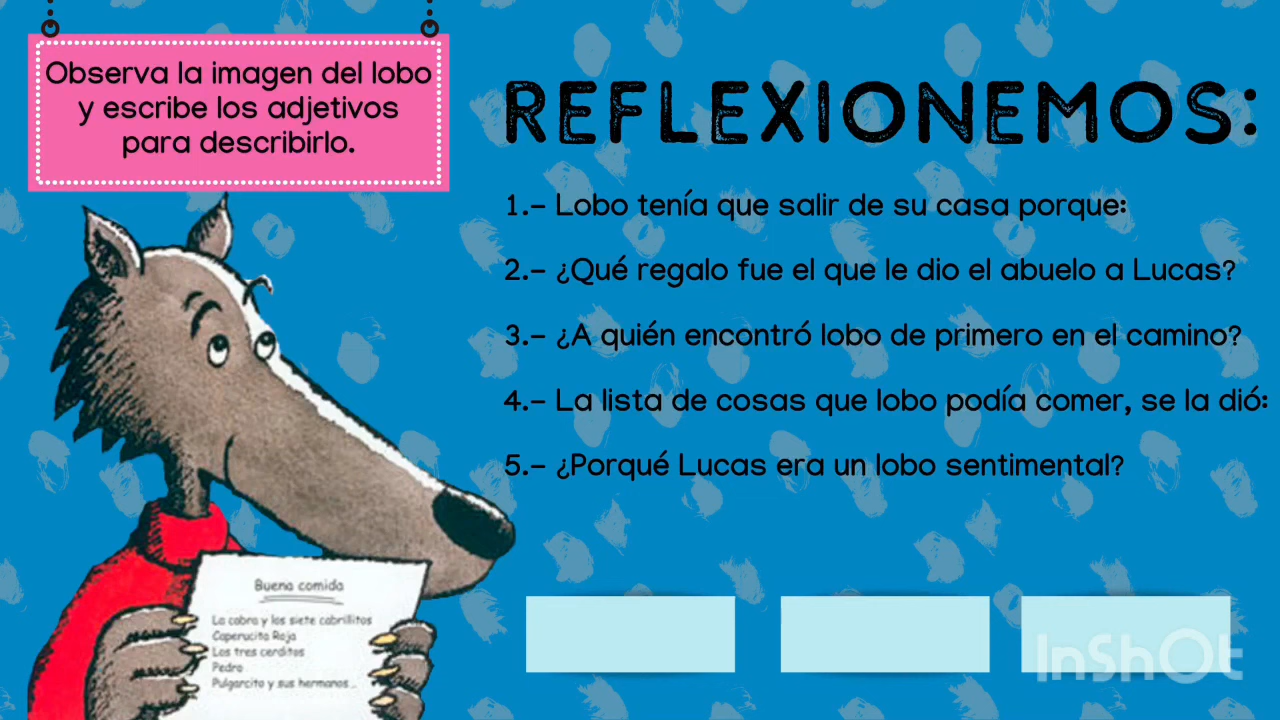 Observa la imagen del lobo
y escribe los adjetivos
para describirlo.
REFLEXIONEMOS:
1.- Lobo tenía que salir de su casa porque:
2.- ¿Qué regalo fue el que le dio el abuelo a Lucas?
3.- ¿A quién encontró lobo de primero en el camino?
4.- La lista de cosas que lobo podía comer, se la dió:
5.- ¿Porqué Lucas era un lobo sentimental?
Buena comida
La cabra y los siete cabrillitos
Caperucita Roja
Los tres cerditos
Pedro
Pulgarcito y sus hermanos...
InShOt